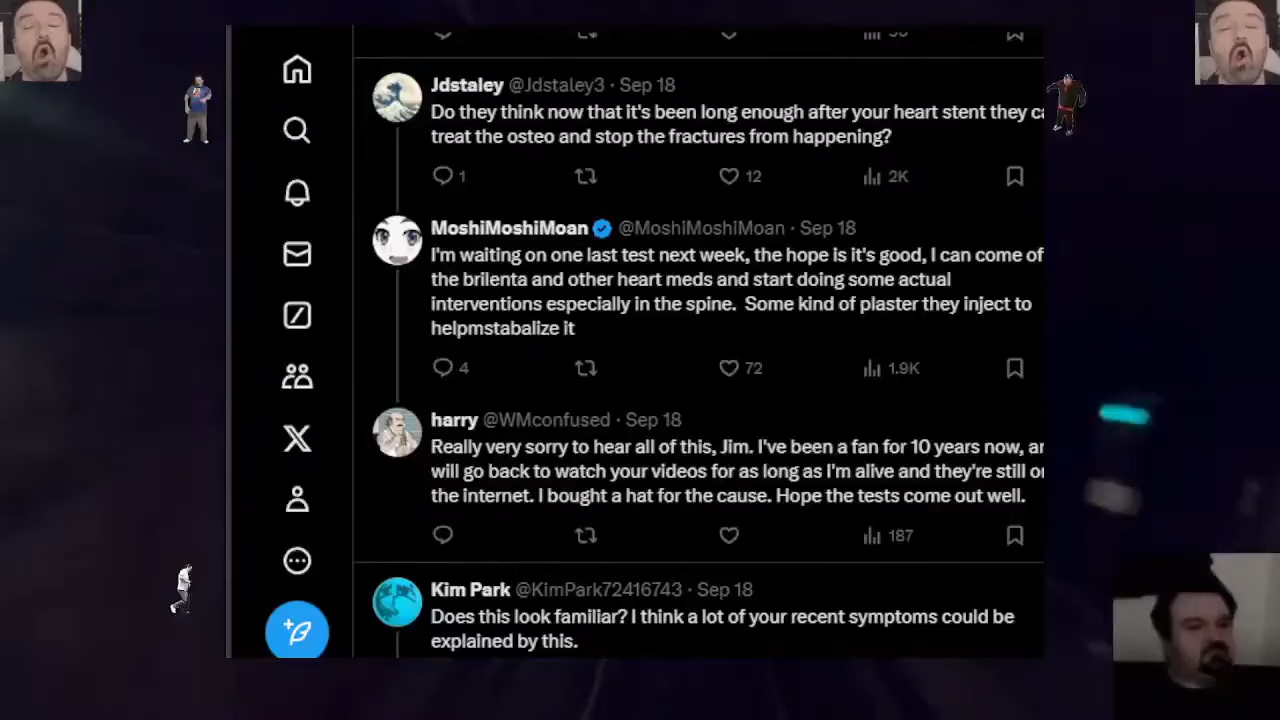 Jdstaley @Jdstaley3 · Sep 18
Do they think now that it's been long enough after your heart stent they
treat the osteo and stop the fractures from happening?
1 12 2K
MoshiMoshiMoan @MoshiMoshiMoan · Sep 18
I'm waiting on one last test next week, the hope is it's good, I can come of
the brilenta and other heart meds and start doing some actual
interventions especially in the spine. Some kind of plaster they inject to
helpmstabalize it
4 72 1.9K
harry @WMconfused · Sep 18
Really very sorry to hear all of this, Jim. I've been a fan for 10 years now,
will go back to watch your videos for as long as I'm alive and they're still
the internet. I bought a hat for the cause. Hope the tests come out well.
187
Kim Park @KimPark72416743 · Sep 18
Does this look familiar? I think a lot of your recent symptoms could be
explained by this.